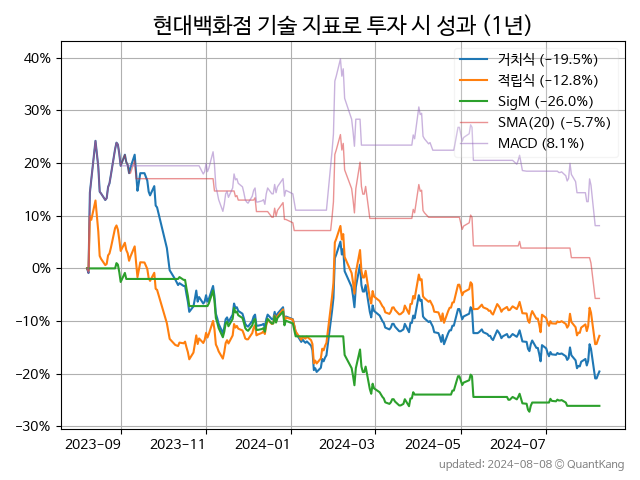 현대백화점 기술 지표로 투자 시 성과 (1년)
거치식 (−19.5%)
적립식 (−12.8%)
SigM (−26.0%)
SMA(20) (−5.7%)
MACD (8.1%)
40%
30%
20%
10%
0%
−10%
−20%
−30%
2023-09 2023-11 2024-01 2024-03 2024-05 2024-07
updated: 2024-08-08 © QuantKang